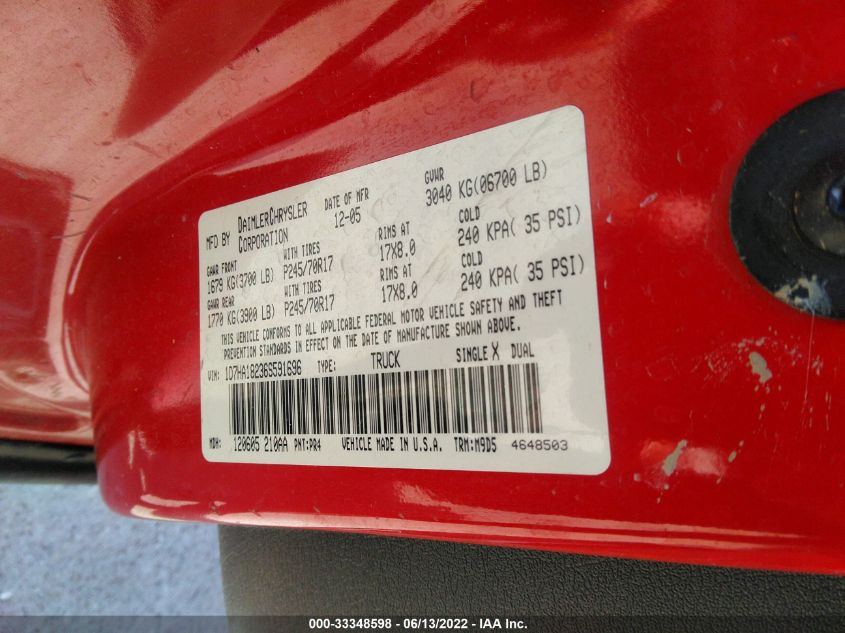 MFD BY DAIMLERCHRYSLER CORPORATION
DATE OF MFR 12-05
GVWR 3040 KG(06700 LB)
GAWR FRONT WITH TIRES RIMS AT COLD
1679 KG(3700 LB) P245/70R17 17X8.0 240 KPA( 35 PSI)
GAWR REAR WITH TIRES RIMS AT COLD
1770 KG(3900 LB) P245/70R17 17X8.0 240 KPA( 35 PSI)
THIS VEHICLE CONFORMS TO ALL APPLICABLE FEDERAL MOTOR VEHICLE SAFETY AND THEFT
PREVENTION STANDARDS IN EFFECT ON THE DATE OF MANUFACTURE SHOWN ABOVE.
VIN: 1D7HA18236S591696 TYPE: TRUCK SINGLE X DUAL
MDH: 120605 210AA PNT:PR4 VEHICLE MADE IN U.S.A. TRM:M9D5 4648503
000-33348598 - 06/13/2022 - IAA Inc.